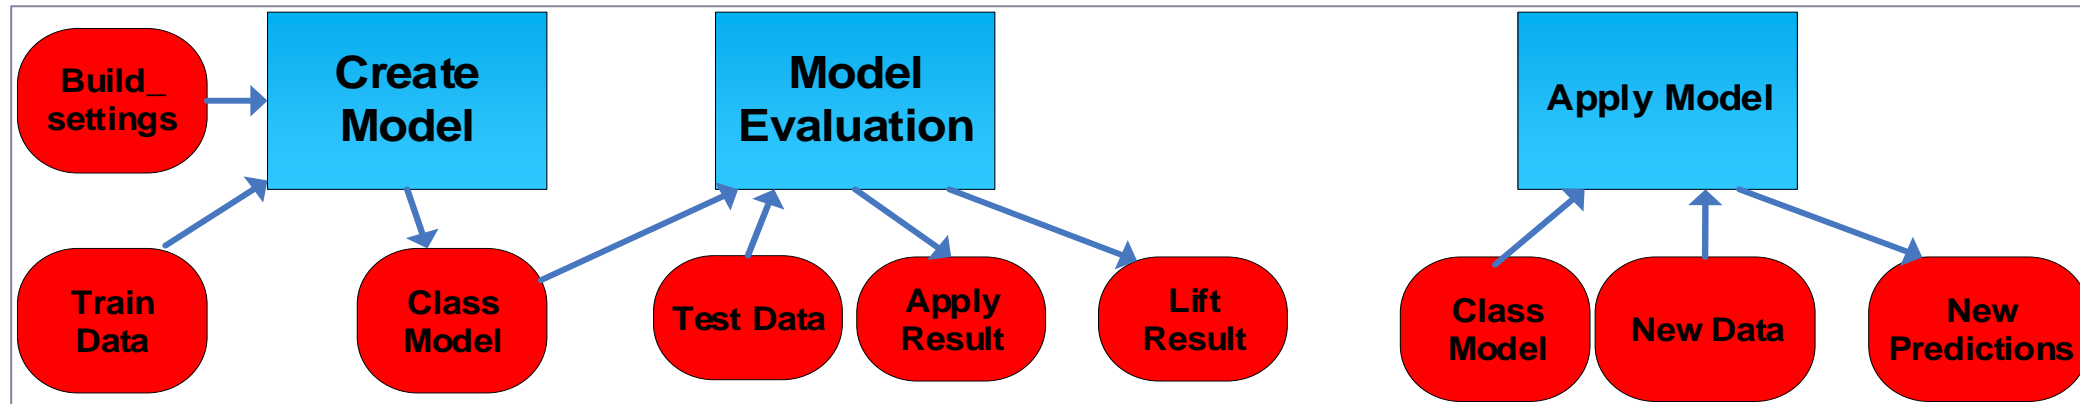 Build_
settings
Create
Model
Model
Evaluation
Apply Model
Train
Data
Class
Model
Test Data
Apply
Result
Lift
Result
Class
Model
New Data
New
Predictions